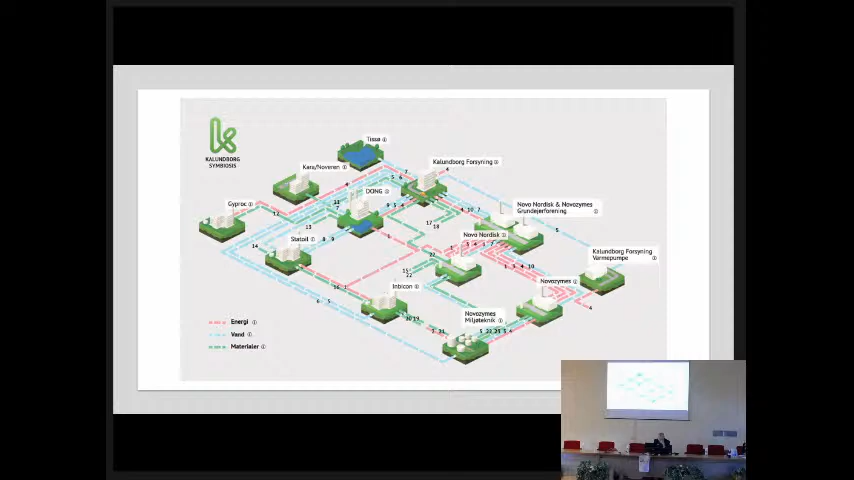 KALUNDBORG
SYMBIOSIS
Tissø
Kara/Noveren
Kalundborg Forsyning
DONG
Gyproc
Novo Nordisk & Novozymes
Grundejerforening
Statoil
Novo Nordisk
Kalundborg Forsyning
Varmepumpe
Inbicon
Novozymes
Novozymes
Miljøteknik
Energi
Vand
Materialer